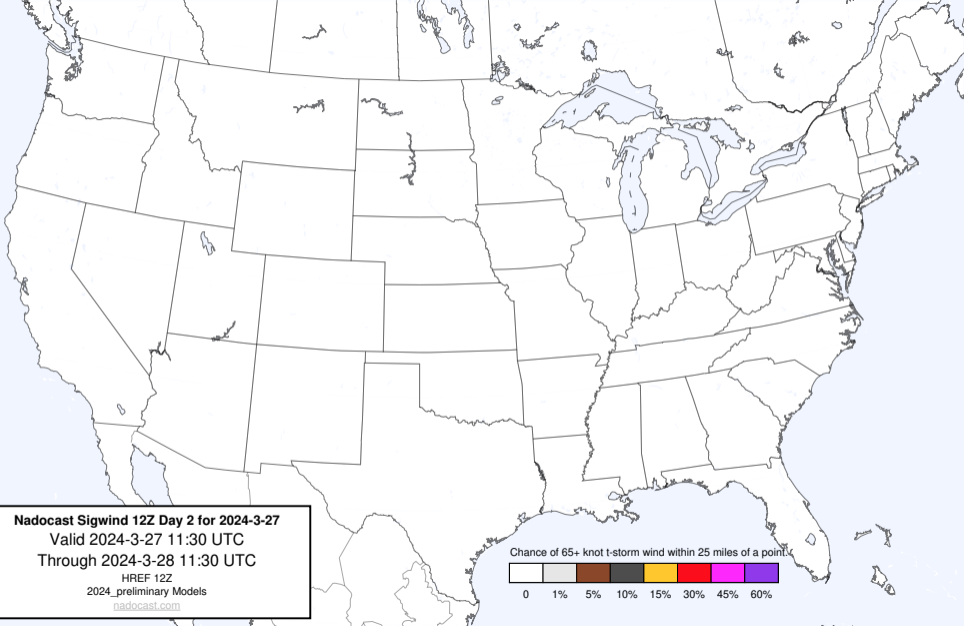 Nadocast Sigwind 12Z Day 2 for 2024-3-27
Valid 2024-3-27 11:30 UTC
Through 2024-3-28 11:30 UTC
HREF 12Z
2024_preliminary Models
nadocast.com
Chance of 65+ knot t-storm wind within 25 miles of a point.
0 1% 5% 10% 15% 30% 45% 60%